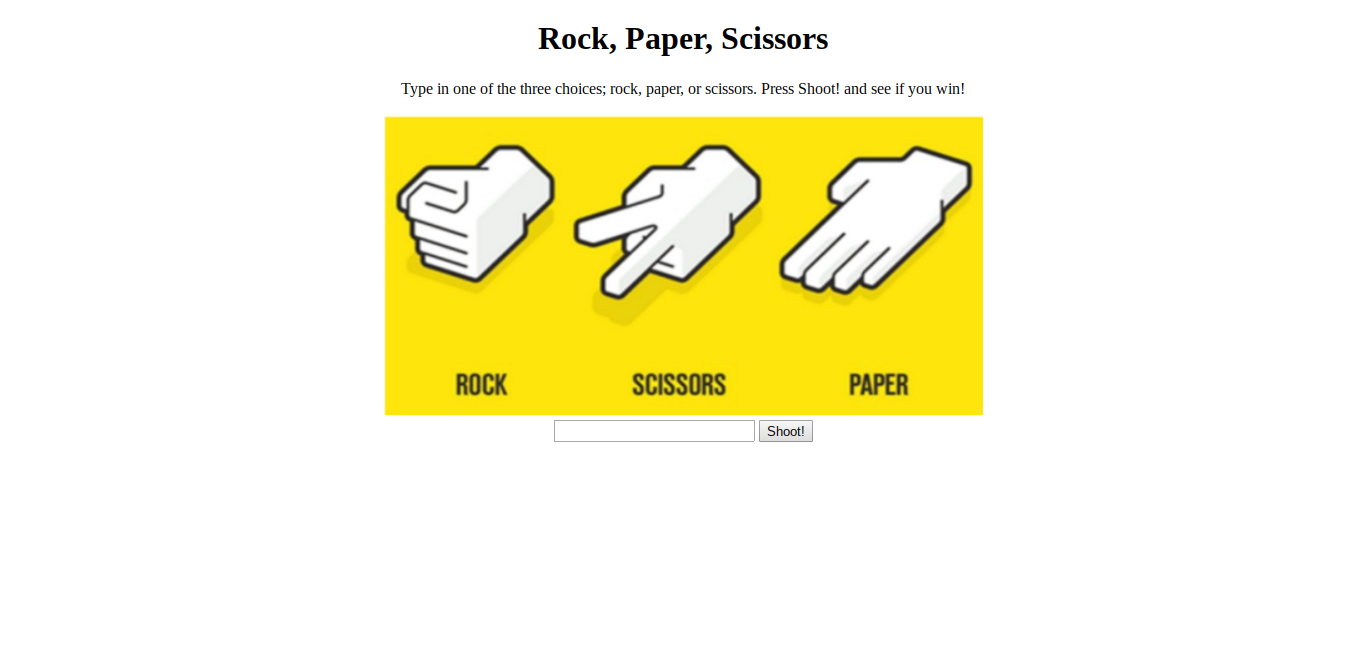 Rock, Paper, Scissors
Type in one of the three choices; rock, paper, or scissors. Press Shoot! and see if you win!
ROCK SCISSORS PAPER
Shoot!